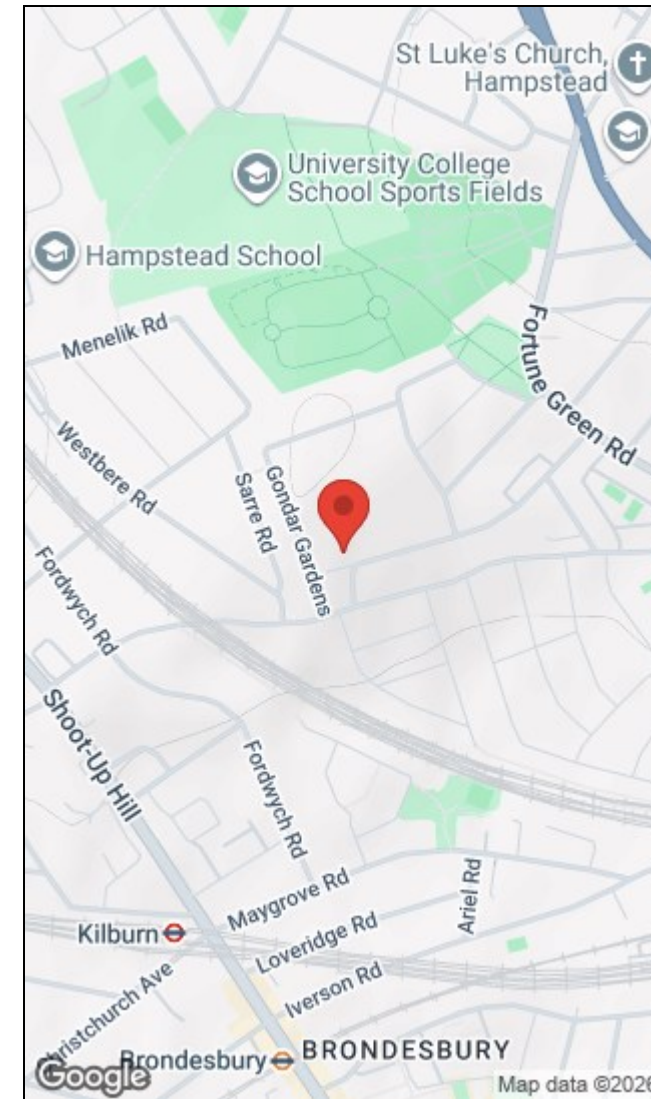 St Luke's Church,
Hampstead
University College
School Sports Fields
Hampstead School
Menelik Rd
Fortune Green Rd
Westbere Rd
Sarre Rd
Gondar Gardens
Fordwych Rd
Shoot-Up Hill
Fordwych Rd
Maygrove Rd
Ariel Rd
Kilburn
Loveridge Rd
Iverson Rd
Christchurch Ave
Brondesbury
BRONDESBURY
Google
Map data ©2026